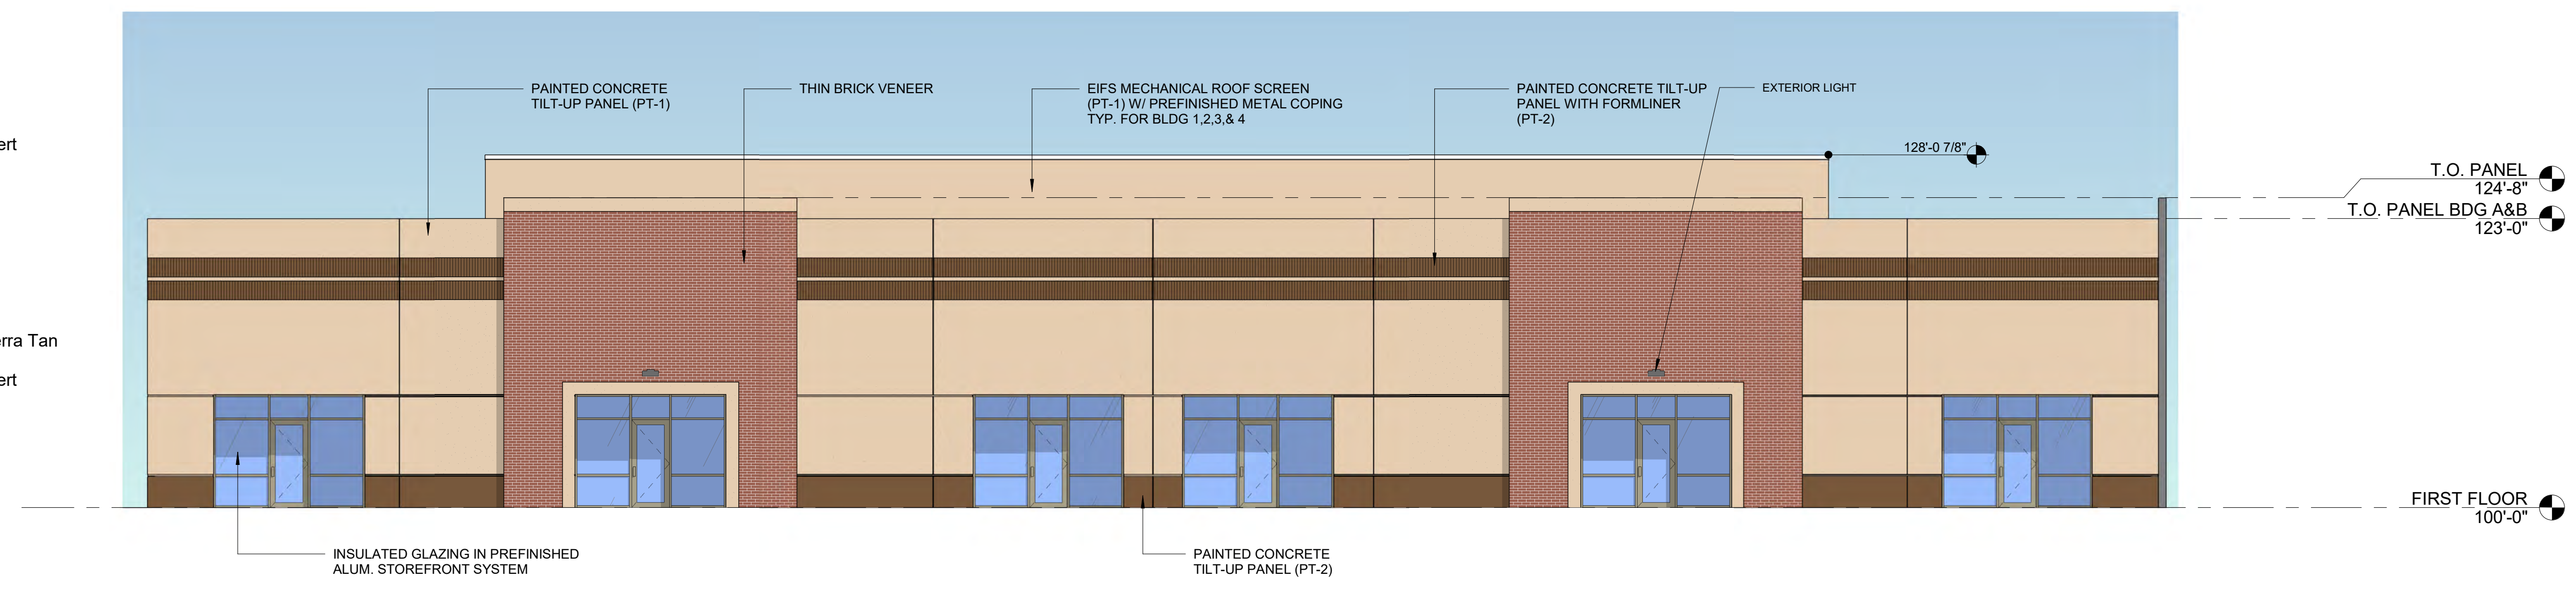 PAINTED CONCRETE
TILT-UP PANEL (PT-1)
THIN BRICK VENEER
EIFS MECHANICAL ROOF SCREEN
(PT-1) W/ PREFINISHED METAL COPING
TYP. FOR BLDG 1,2,3,& 4
PAINTED CONCRETE TILT-UP
PANEL WITH FORMLINER
(PT-2)
EXTERIOR LIGHT
ert
128'-0 7/8"
T.O. PANEL
124'-8"
T.O. PANEL BDG A&B
123'-0"
erra Tan
ert
FIRST FLOOR
100'-0"
INSULATED GLAZING IN PREFINISHED
ALUM. STOREFRONT SYSTEM
PAINTED CONCRETE
TILT-UP PANEL (PT-2)